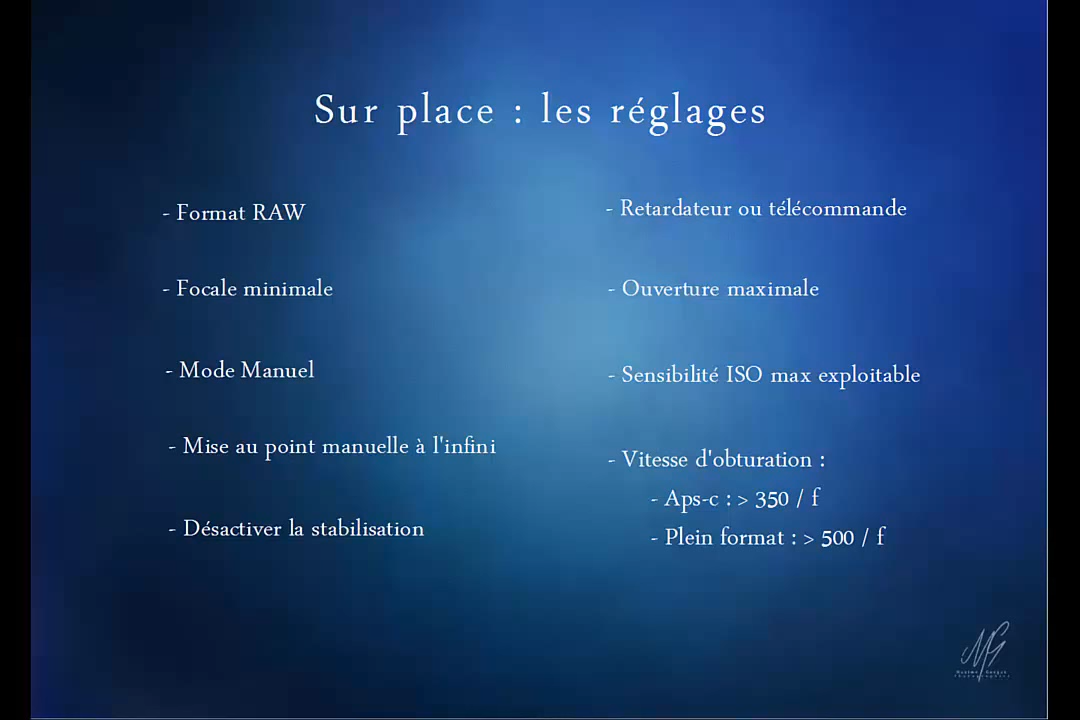 Sur place : les réglages
- Format RAW
- Focale minimale
- Mode Manuel
- Mise au point manuelle à l'infini
- Désactiver la stabilisation
- Retardateur ou télécommande
- Ouverture maximale
- Sensibilité ISO max exploitable
- Vitesse d'obturation :
- Aps-c : > 350 / f
- Plein format : > 500 / f